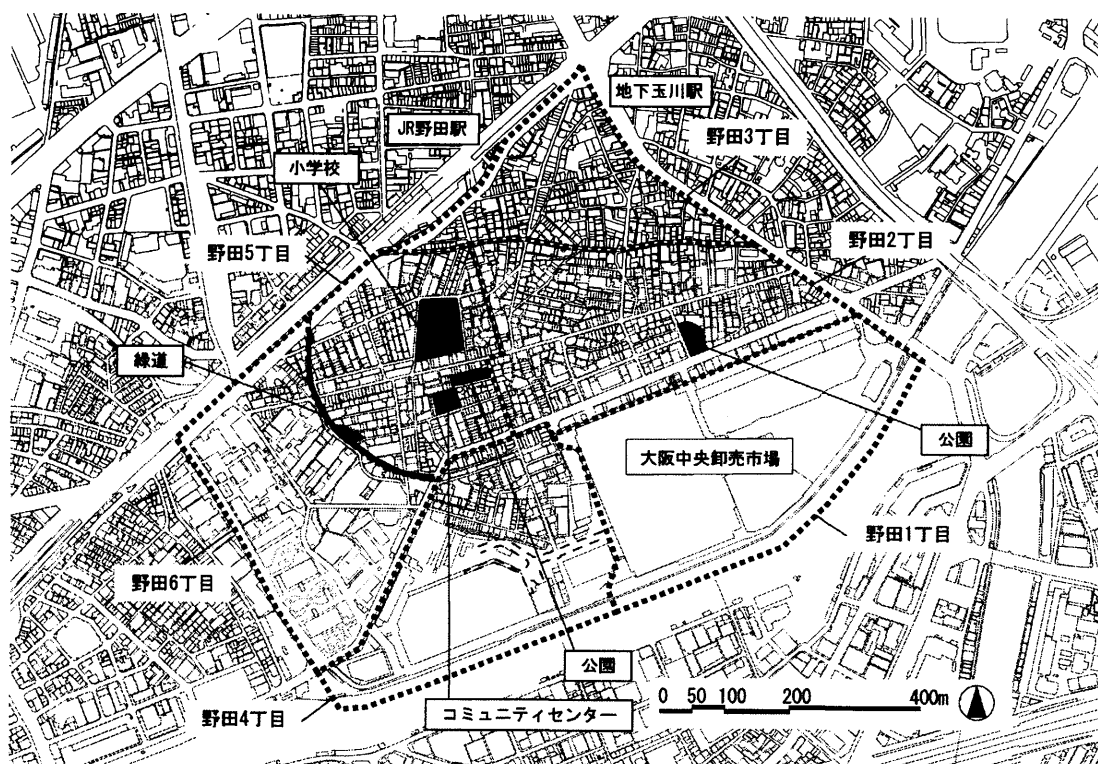 地下玉川駅
JR野田駅
野田3丁目
小学校
野田5丁目
野田2丁目
緑道
公園
大阪中央卸売市場
野田1丁目
野田6丁目
公園
野田4丁目
コミュニティセンター
0 50 100 200 400m